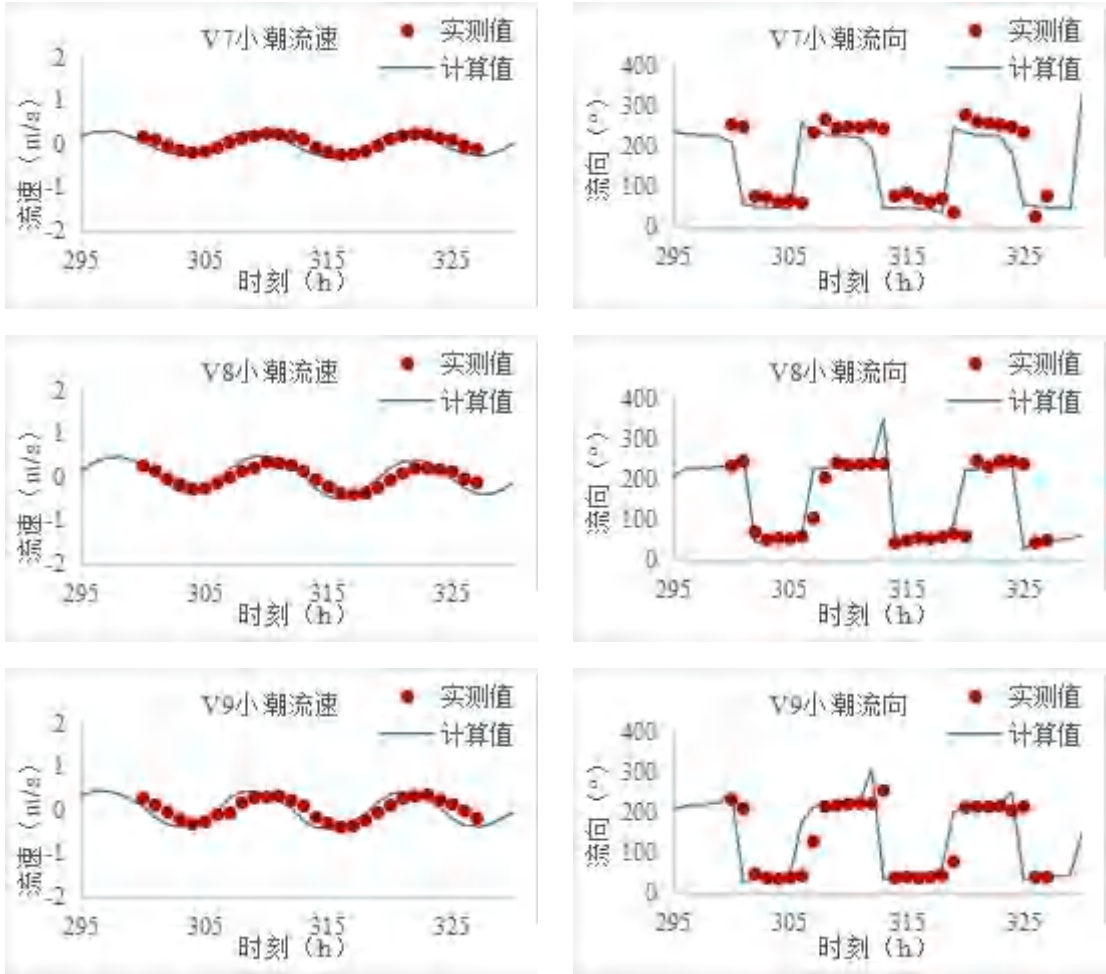 V7小潮流速
实测值
计算值
流速（m/s）
2
1
0
-1
-2
295
305
315
325
时刻（h）
V7小潮流向
实测值
计算值
流向（°）
400
300
200
100
0
295
305
315
325
时刻（h）
V8小潮流速
实测值
计算值
流速（m/s）
2
1
0
-1
-2
295
305
315
325
时刻（h）
V8小潮流向
实测值
计算值
流向（°）
400
300
200
100
0
295
305
315
325
时刻（h）
V9小潮流速
实测值
计算值
流速（m/s）
2
1
0
-1
-2
295
305
315
325
时刻（h）
V9小潮流向
实测值
计算值
流向（°）
400
300
200
100
0
295
305
315
325
时刻（h）